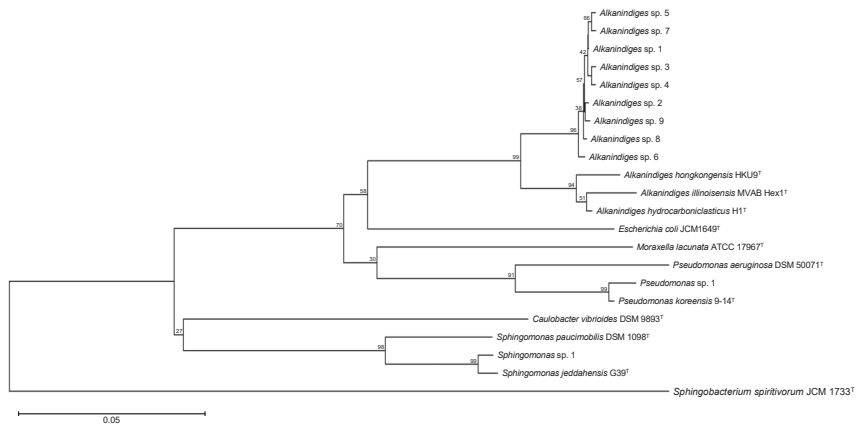 66
Alkanindiges sp. 5
Alkanindiges sp. 7
42
Alkanindiges sp. 1
Alkanindiges sp. 3
57
Alkanindiges sp. 4
Alkanindiges sp. 2
38
Alkanindiges sp. 9
96
Alkanindiges sp. 8
Alkanindiges sp. 6
99
Alkanindiges hongkongensis HKU9ᵀ
94
Alkanindiges illinoisensis MVAB Hex1ᵀ
51
Alkanindiges hydrocarboniclasticus H1ᵀ
58
Escherichia coli JCM1649ᵀ
70
Moraxella lacunata ATCC 17967ᵀ
30
Pseudomonas aeruginosa DSM 50071ᵀ
91
Pseudomonas sp. 1
99
Pseudomonas koreensis 9-14ᵀ
Caulobacter vibrioides DSM 9893ᵀ
27
Sphingomonas paucimobilis DSM 1098ᵀ
98
Sphingomonas sp. 1
99
Sphingomonas jeddahensis G39ᵀ
Sphingobacterium spiritivorum JCM 1733ᵀ
0.05